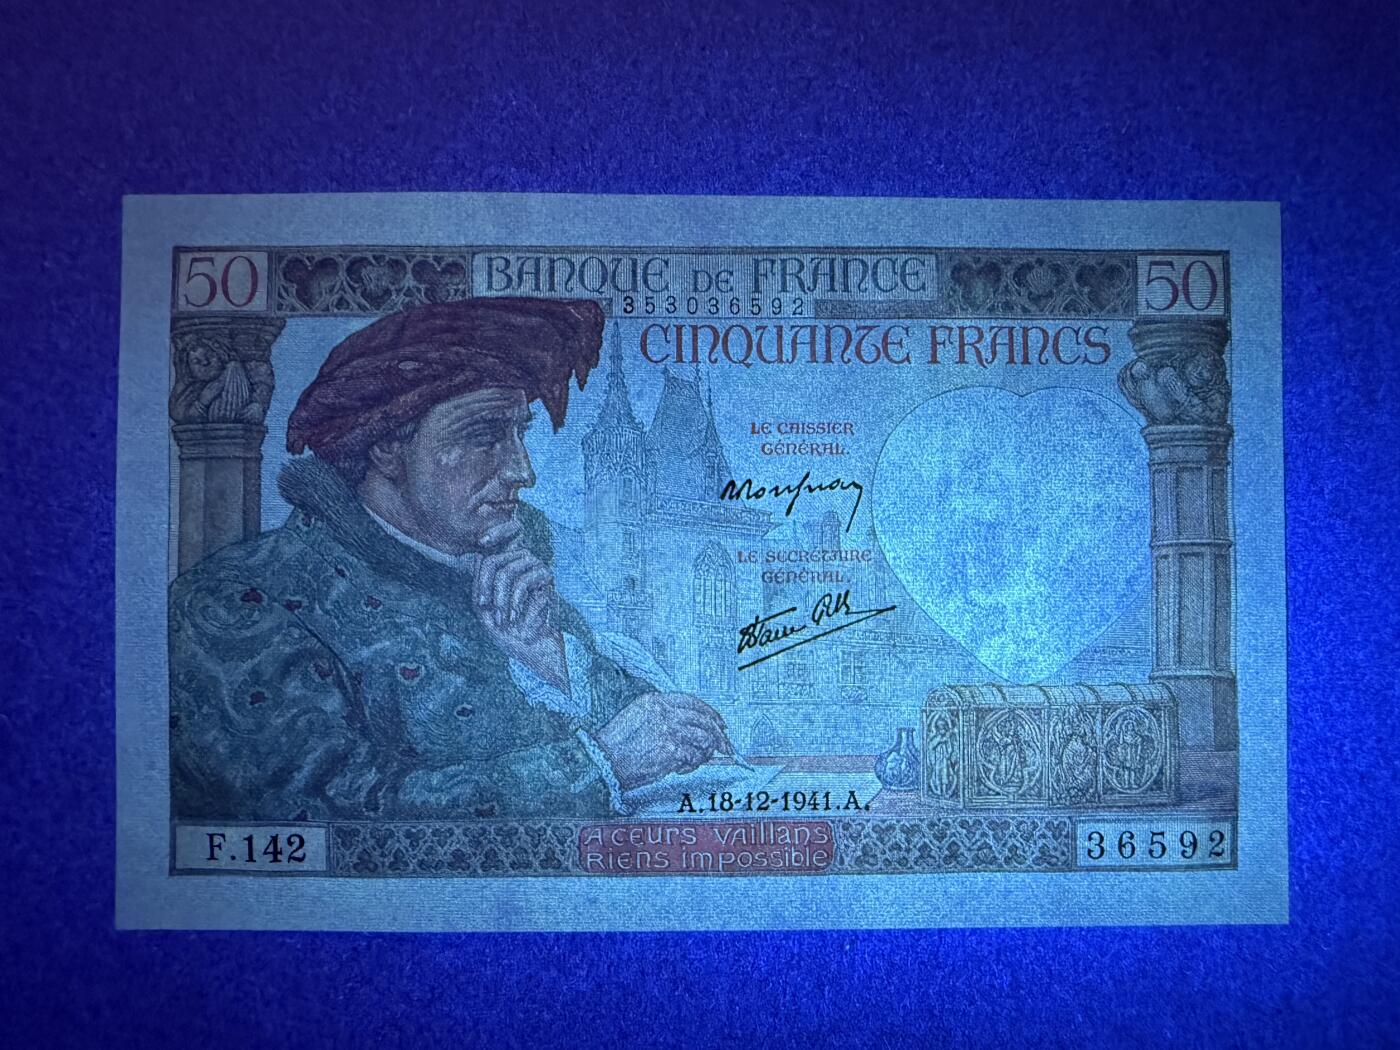 50 BANQUE DE FRANCE 50
353036592
CINQUANTE FRANCS
LE CAISSIER
GÉNÉRAL.
LE SECRÉTAIRE
GÉNÉRAL.
A.18-12-1941.A.
F.142
A CEURS VAILLANS
RIENS IMPOSSIBLE
36592